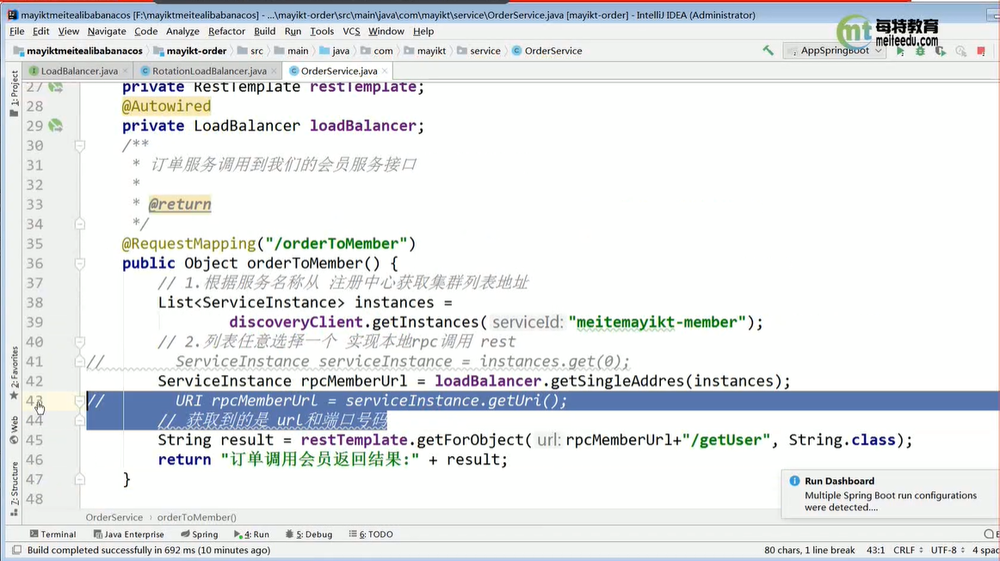 mayiktmeitealibabanacos [F:\mayiktmeitealibabanacos] - ...\mayikt-order\src\main\java\com\mayikt\service\OrderService.java [mayikt-order] - IntelliJ IDEA (Administrator)
File Edit View Navigate Code Analyze Refactor Build Run Tools VCS Window Help
每特教育
meiteedu.com
mayiktmeitealibabanacos mayikt-order src main java com mayikt service OrderService AppSpringBoot
LoadBalancer.java RotationLoadBalancer.java OrderService.java
1: Project
27 private RestTemplate restTemplate;
28 @Autowired
29 private LoadBalancer loadBalancer;
30 /**
31 * 订单服务调用到我们的会员服务接口
32 *
33 * @return
34 */
35 @RequestMapping("/orderToMember")
36 public Object orderToMember() {
37 // 1.根据服务名称从 注册中心获取集群列表地址
38 List<ServiceInstance> instances =
39 discoveryClient.getInstances( serviceId: "meitemayikt-member");
40 // 2.列表任意选择一个 实现本地rpc调用 rest
41 // ServiceInstance serviceInstance = instances.get(0);
42 ServiceInstance rpcMemberUrl = loadBalancer.getSingleAddres(instances);
43 // URI rpcMemberUrl = serviceInstance.getUri();
44 // 获取到的是 url和端口号码
45 String result = restTemplate.getForObject( url: rpcMemberUrl+"/getUser", String.class);
46 return "订单调用会员返回结果:" + result;
47 }
48
2: Favorites
Web
7: Structure
Run Dashboard
Multiple Spring Boot run configurations
were detected....
OrderService › orderToMember()
Terminal Java Enterprise Spring 4: Run 5: Debug 6: TODO
Build completed successfully in 692 ms (10 minutes ago) 80 chars, 1 line break 43:1 CRLF UTF-8 4 spac